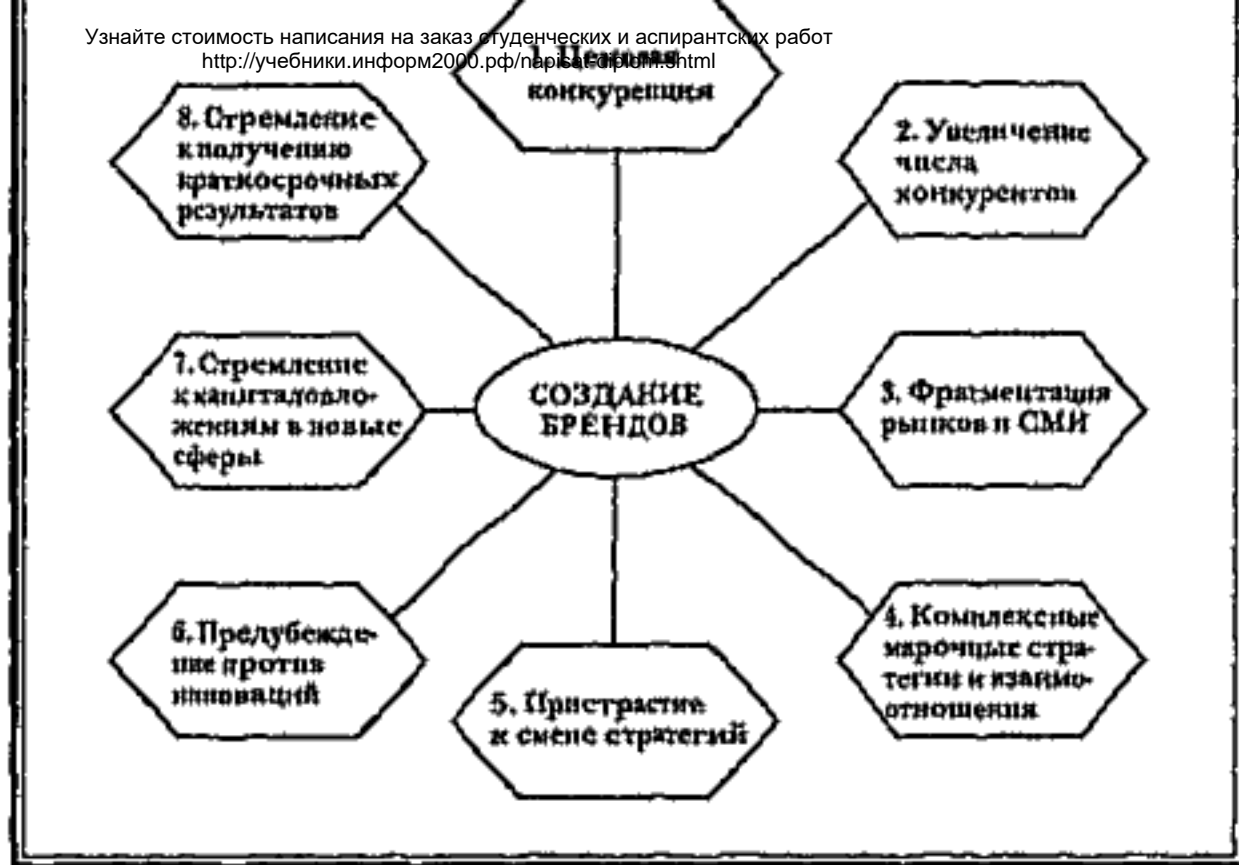 Узнайте стоимость написания на заказ студенческих и аспирантских работ
http://учебники.информ2000.рф/napisat-diplom.shtml
1. Ценовая
конкуренция
2. Увеличение
числа
конкурентов
3. Фрагментация
рынков и СМИ
4. Комплексные
марочные стра-
тегии и взаимо-
отношения
5. Пристрастие
к смене стратегий
6. Предубежде-
ние против
инноваций
7. Стремление
к капиталовло-
жениям в новые
сферы
8. Стремление
к получению
краткосрочных
результатов
СОЗДАНИЕ
БРЕНДОВ